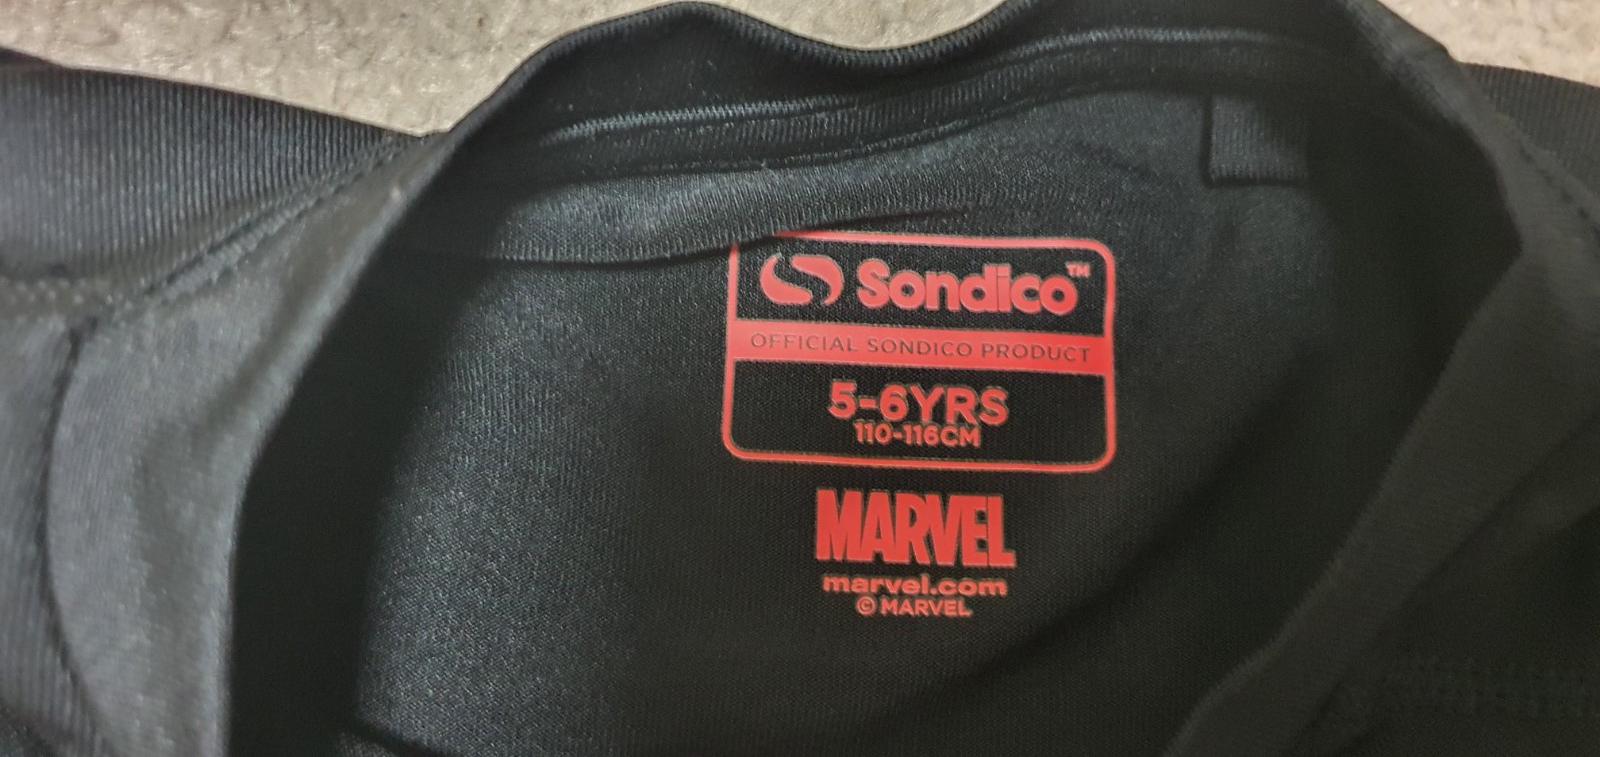 Sondico™
OFFICIAL SONDICO PRODUCT
5-6YRS
110-116CM
MARVEL
marvel.com
© MARVEL